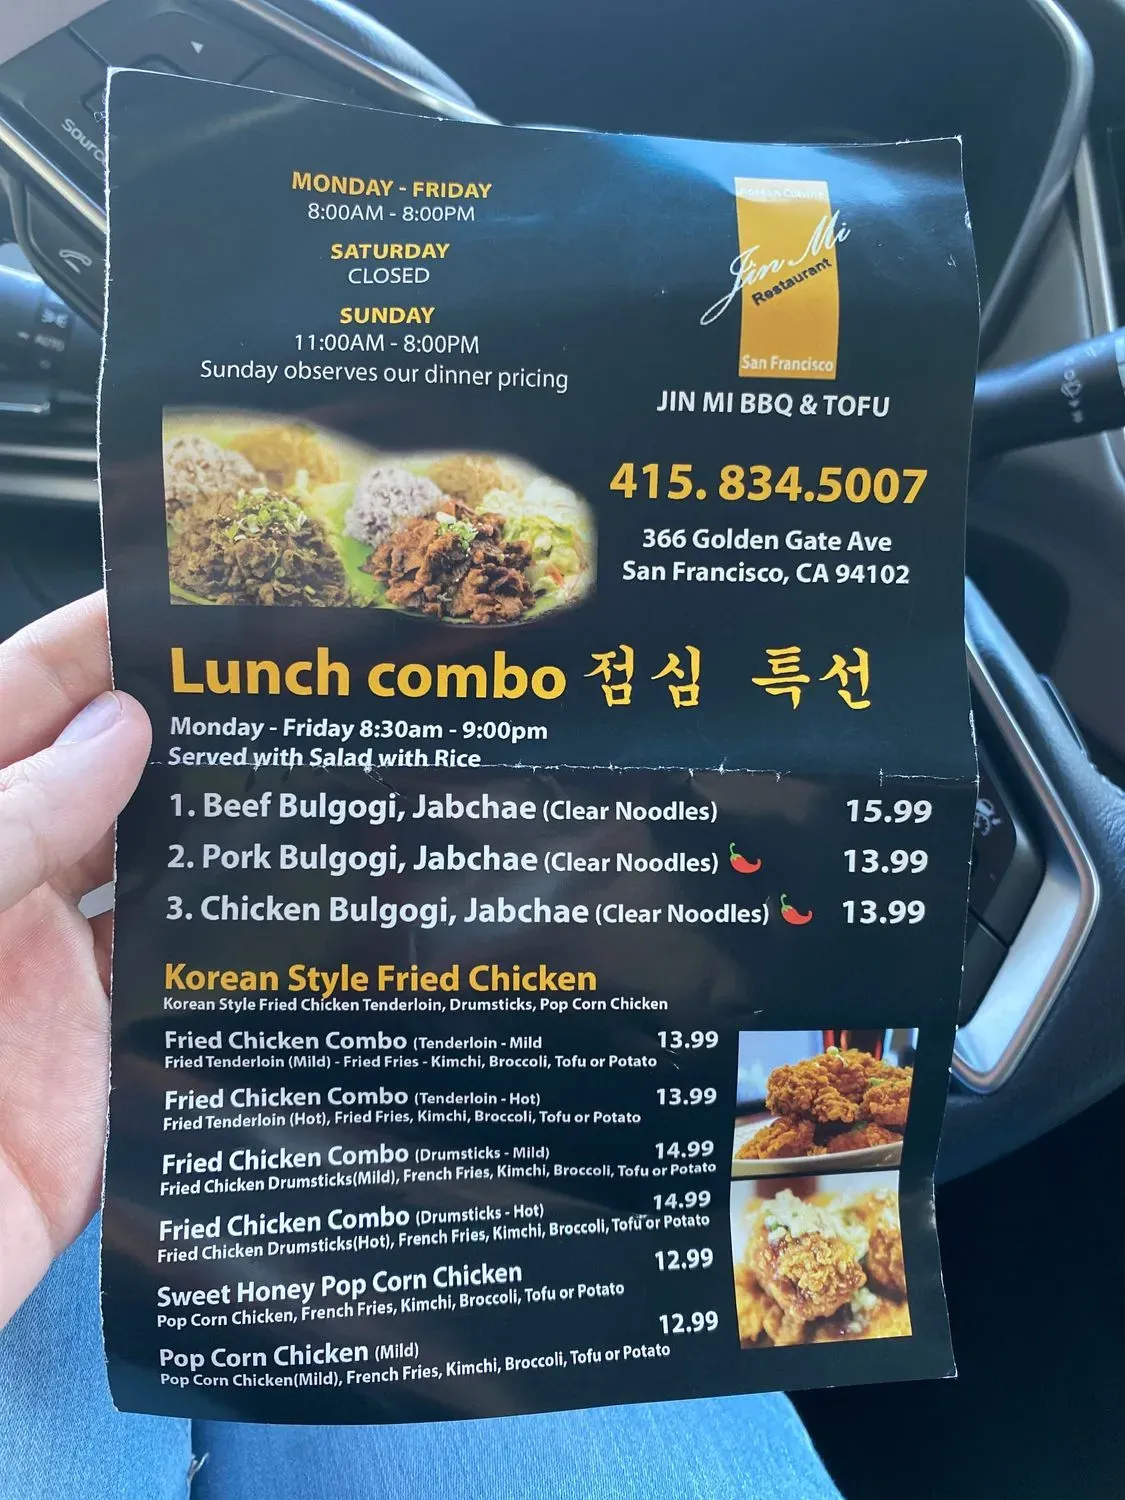 Source
AUTO
MONDAY - FRIDAY
8:00AM - 8:00PM
SATURDAY
CLOSED
SUNDAY
11:00AM - 8:00PM
Sunday observes our dinner pricing
Korean Cuisine
Jin Mi
Restaurant
San Francisco
JIN MI BBQ & TOFU
415. 834.5007
366 Golden Gate Ave
San Francisco, CA 94102
Lunch combo 점심 특선
Monday - Friday 8:30am - 9:00pm
Served with Salad with Rice
1. Beef Bulgogi, Jabchae (Clear Noodles) 15.99
2. Pork Bulgogi, Jabchae (Clear Noodles) 13.99
3. Chicken Bulgogi, Jabchae (Clear Noodles) 13.99
Korean Style Fried Chicken
Korean Style Fried Chicken Tenderloin, Drumsticks, Pop Corn Chicken
Fried Chicken Combo (Tenderloin - Mild 13.99
Fried Tenderloin (Mild) - Fried Fries - Kimchi, Broccoli, Tofu or Potato
Fried Chicken Combo (Tenderloin - Hot) 13.99
Fried Tenderloin (Hot), Fried Fries, Kimchi, Broccoli, Tofu or Potato
Fried Chicken Combo (Drumsticks - Mild) 14.99
Fried Chicken Drumsticks(Mild), French Fries, Kimchi, Broccoli, Tofu or Potato
Fried Chicken Combo (Drumsticks - Hot) 14.99
Fried Chicken Drumsticks(Hot), French Fries, Kimchi, Broccoli, Tofu or Potato
Sweet Honey Pop Corn Chicken 12.99
Pop Corn Chicken, French Fries, Kimchi, Broccoli, Tofu or Potato
Pop Corn Chicken (Mild) 12.99
Pop Corn Chicken(Mild), French Fries, Kimchi, Broccoli, Tofu or Potato